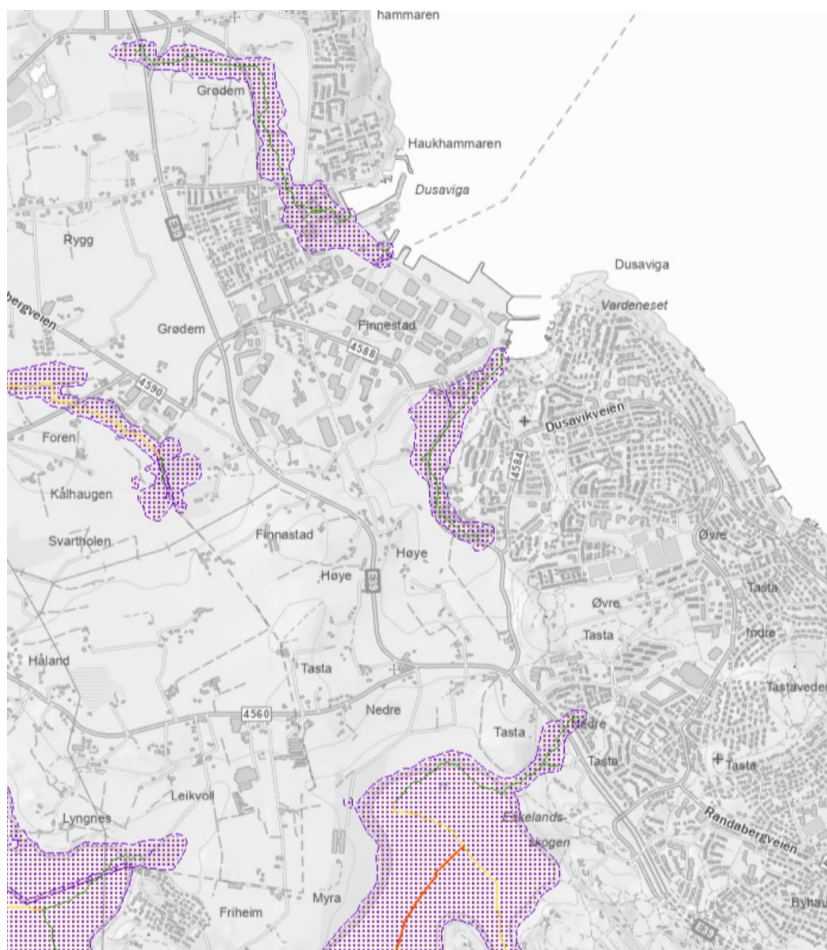 hammaren
Grødem
Haukhammaren
Dusaviga
E39
Rygg
Dusaviga
Vardeneset
bergveien
Grødem
Finnestad
4588
4590
Dusavikveien
Foren
4584
Kålhaugen
Svartholen
Finnastad
Høye
Øvre
Høye
E39
Tasta
Øvre
Tasta
Indre
Håland
Tasta
Tastaveden
Nedre
4560
Tasta
Nedre
Tasta
Tasta
Leikvoll
Lyngnes
Eskelands-
skogen
Randabergveien
Myra
Friheim
Byhau
E39